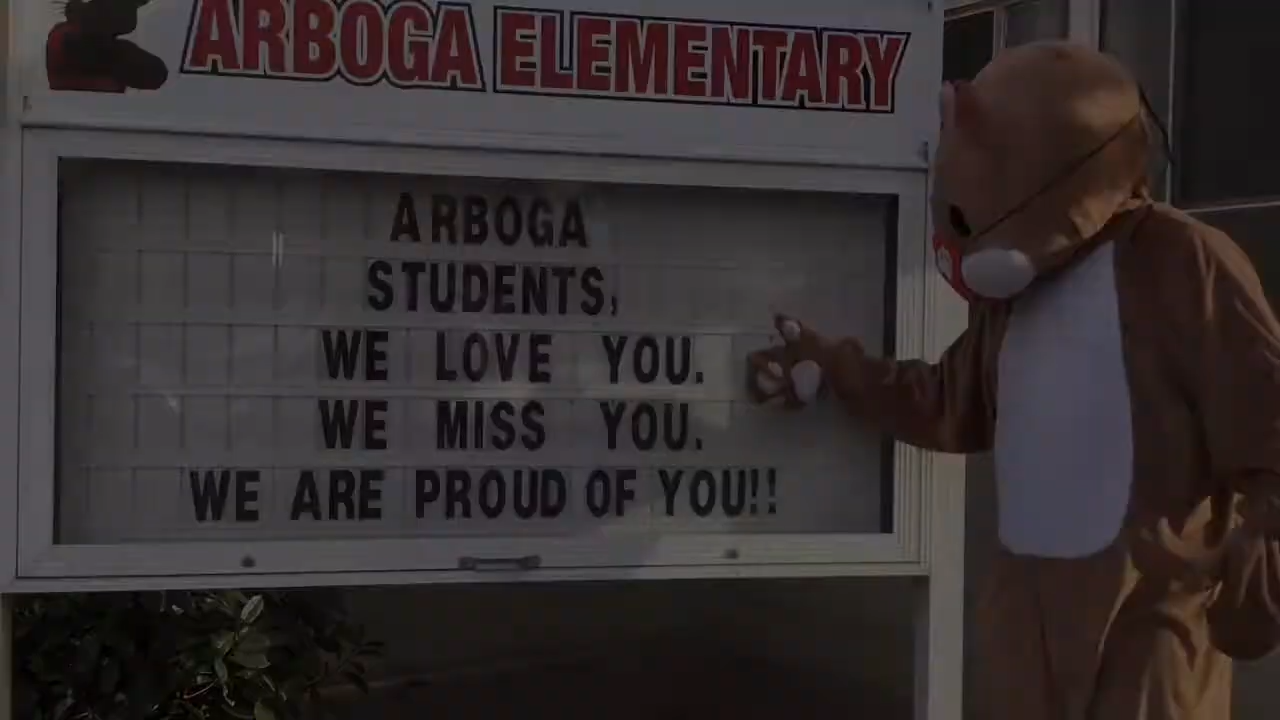 ARBOGA ELEMENTARY
ARBOGA
STUDENTS,
WE LOVE YOU.
WE MISS YOU.
WE ARE PROUD OF YOU!!